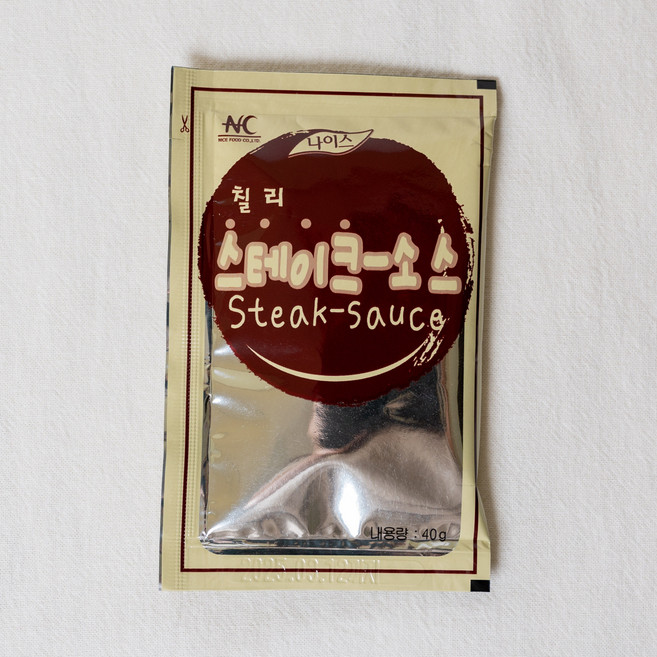 NC
NICE FOOD CO.,LTD.
나이스
칠리
스테이크-소스
Steak-Sauce
내용량 : 40g